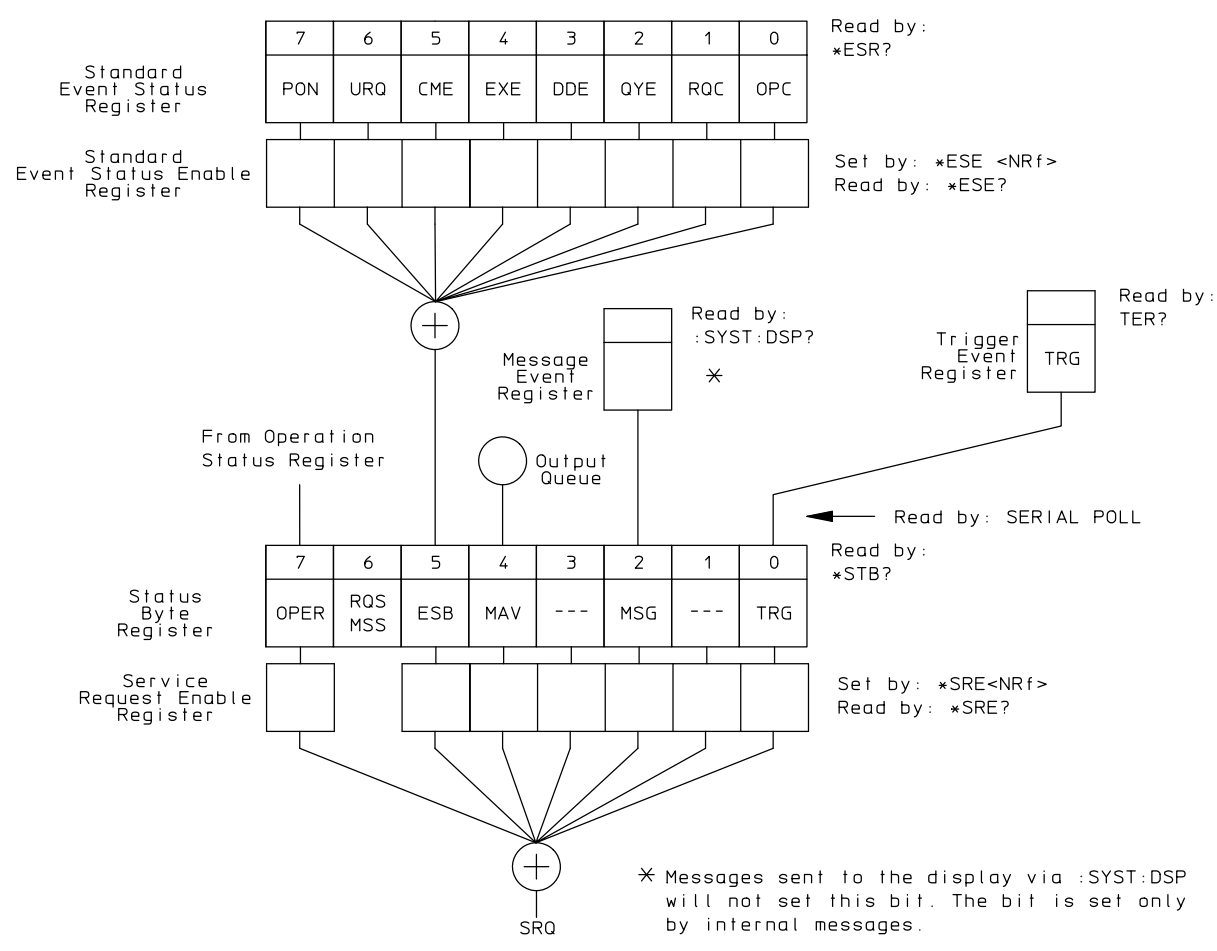 7 6 5 4 3 2 1 0
Read by:
*ESR?
Standard
Event Status
Register
PON URQ CME EXE DDE QYE RQC OPC
Standard
Event Status Enable
Register
Set by: *ESE <NRf>
Read by: *ESE?
+
Message
Event
Register
Read by:
:SYST:DSP?
*
Trigger
Event
Register
TRG
Read by:
TER?
From Operation
Status Register
Output
Queue
Read by: SERIAL POLL
7 6 5 4 3 2 1 0
Read by:
*STB?
Status
Byte
Register
OPER RQS MSS ESB MAV --- MSG --- TRG
Service
Request Enable
Register
Set by: *SRE<NRf>
Read by: *SRE?
+
SRQ
* Messages sent to the display via :SYST:DSP
will not set this bit. The bit is set only
by internal messages.